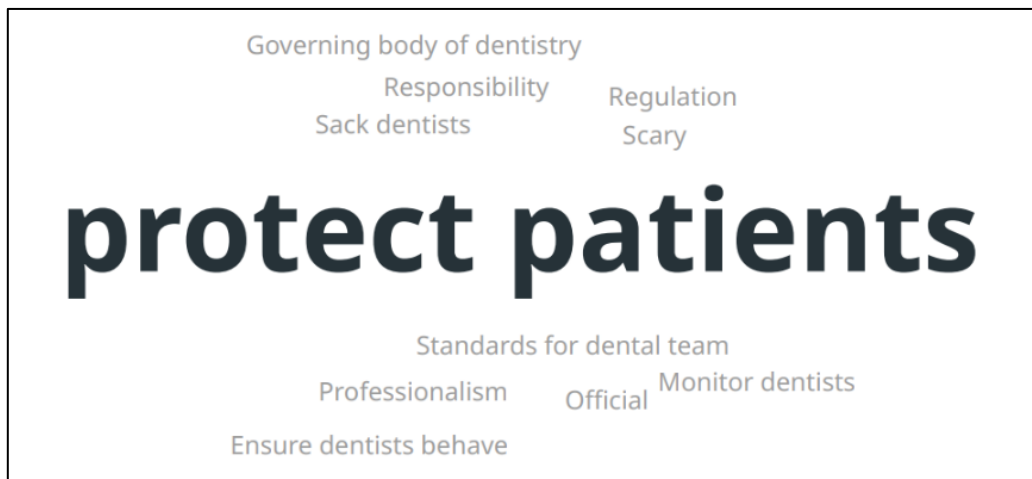 Governing body of dentistry
Responsibility
Regulation
Sack dentists
Scary
protect patients
Standards for dental team
Monitor dentists
Professionalism
Official
Ensure dentists behave